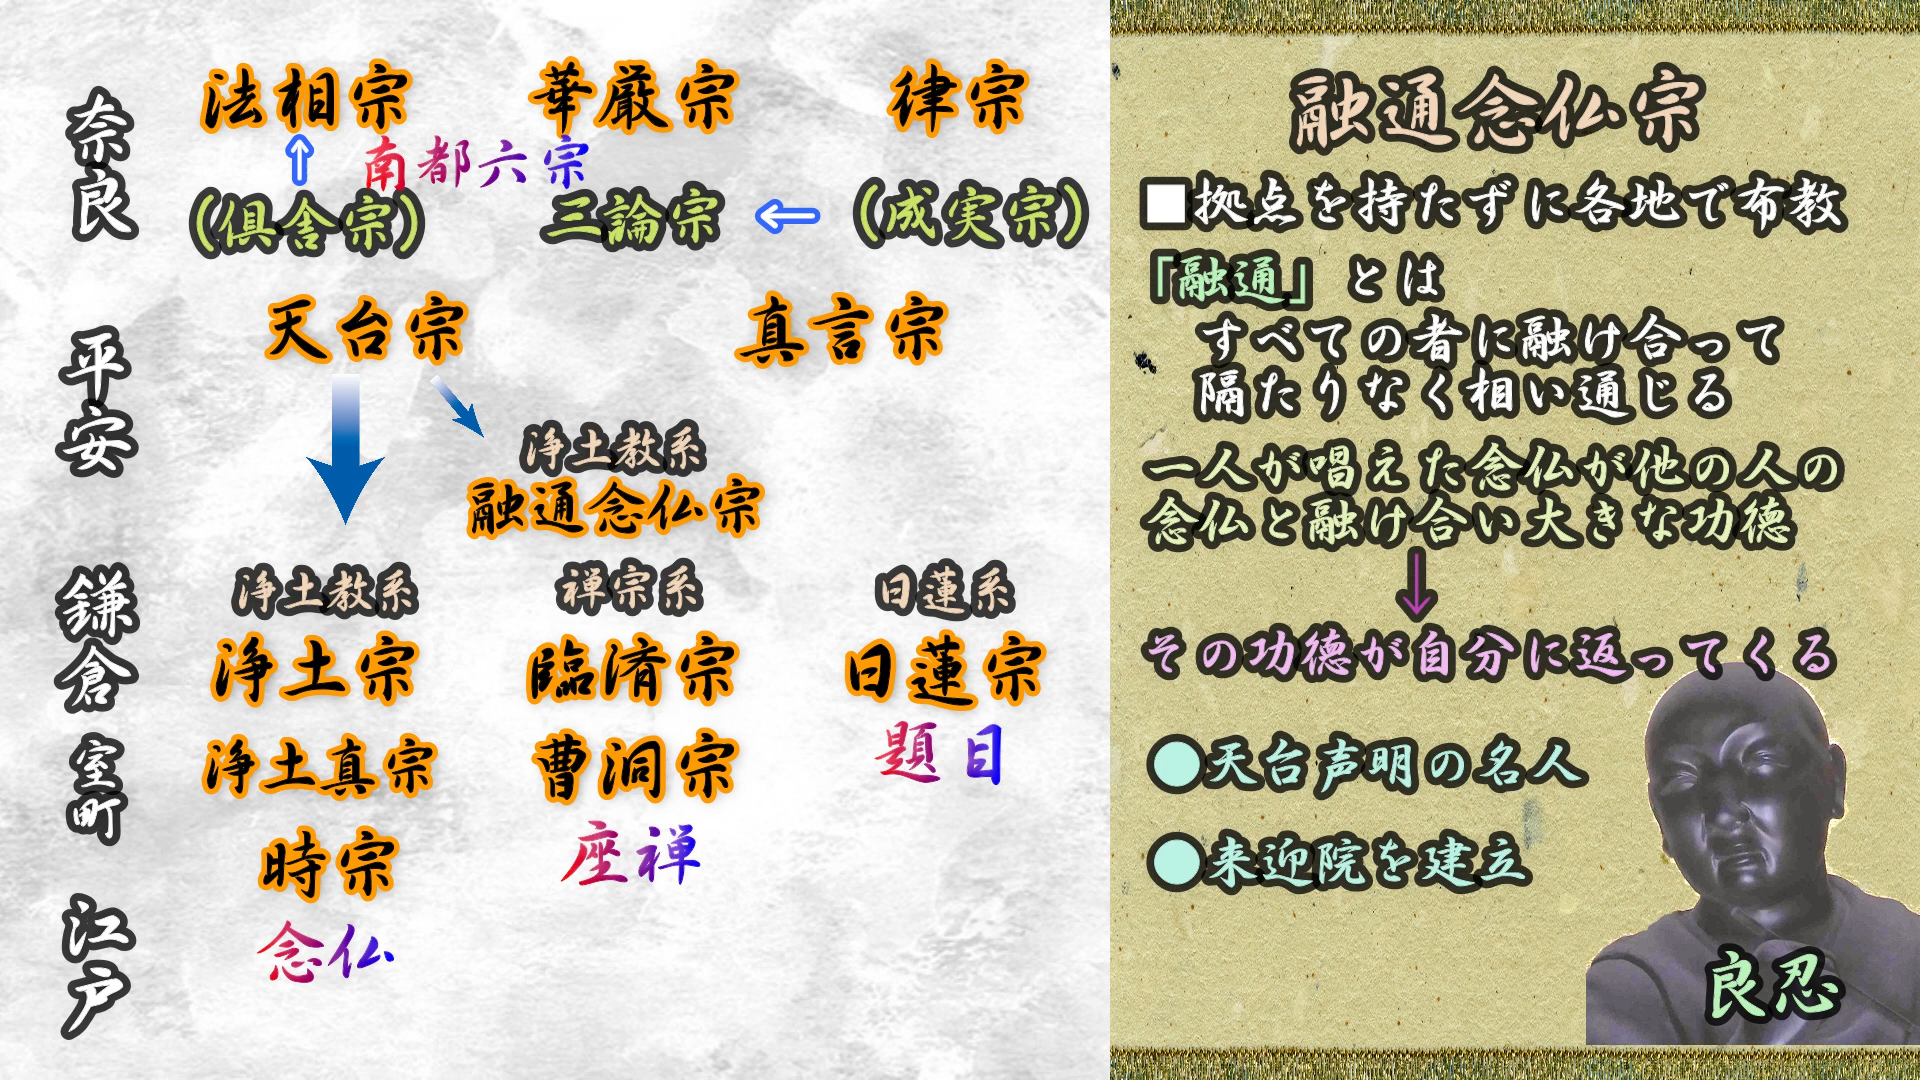 奈良
法相宗 華厳宗 律宗
南都六宗
(倶舎宗) 三論宗 (成実宗)
平安
天台宗 真言宗
浄土教系
融通念仏宗
鎌倉
浄土教系 禅宗系 日蓮系
浄土宗 臨済宗 日蓮宗
室町
浄土真宗 曹洞宗 題目
時宗 座禅
江戸
念仏
融通念仏宗
■拠点を持たずに各地で布教
「融通」とは
すべての者に融け合って
隔たりなく相い通じる
一人が唱えた念仏が他の人の
念仏と融け合い大きな功徳
↓
その功徳が自分に返ってくる
●天台声明の名人
●来迎院を建立
良忍